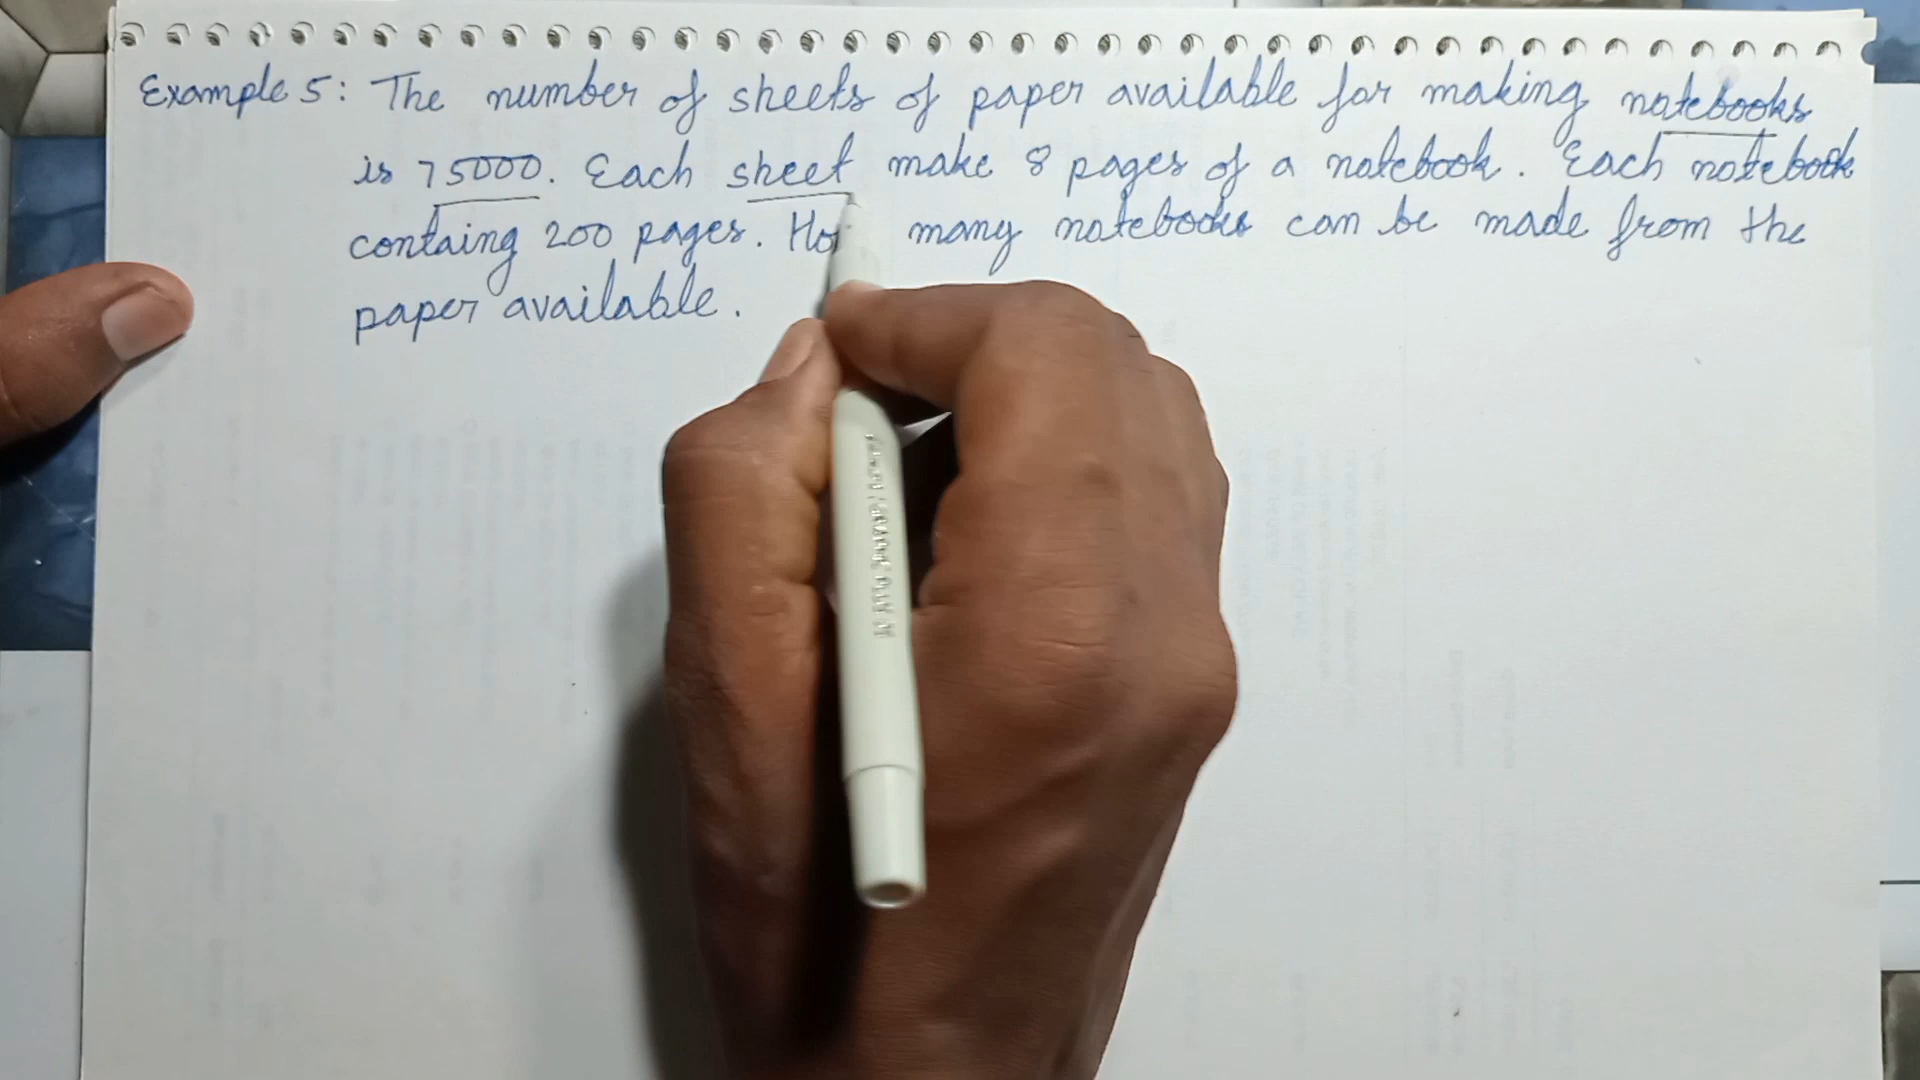 Example 5: The number of sheets of paper available for making notebooks
is 75000. Each sheet make 8 pages of a notebook. Each notebook
containg 200 pages. Ho many notebooks can be made from the
paper available.